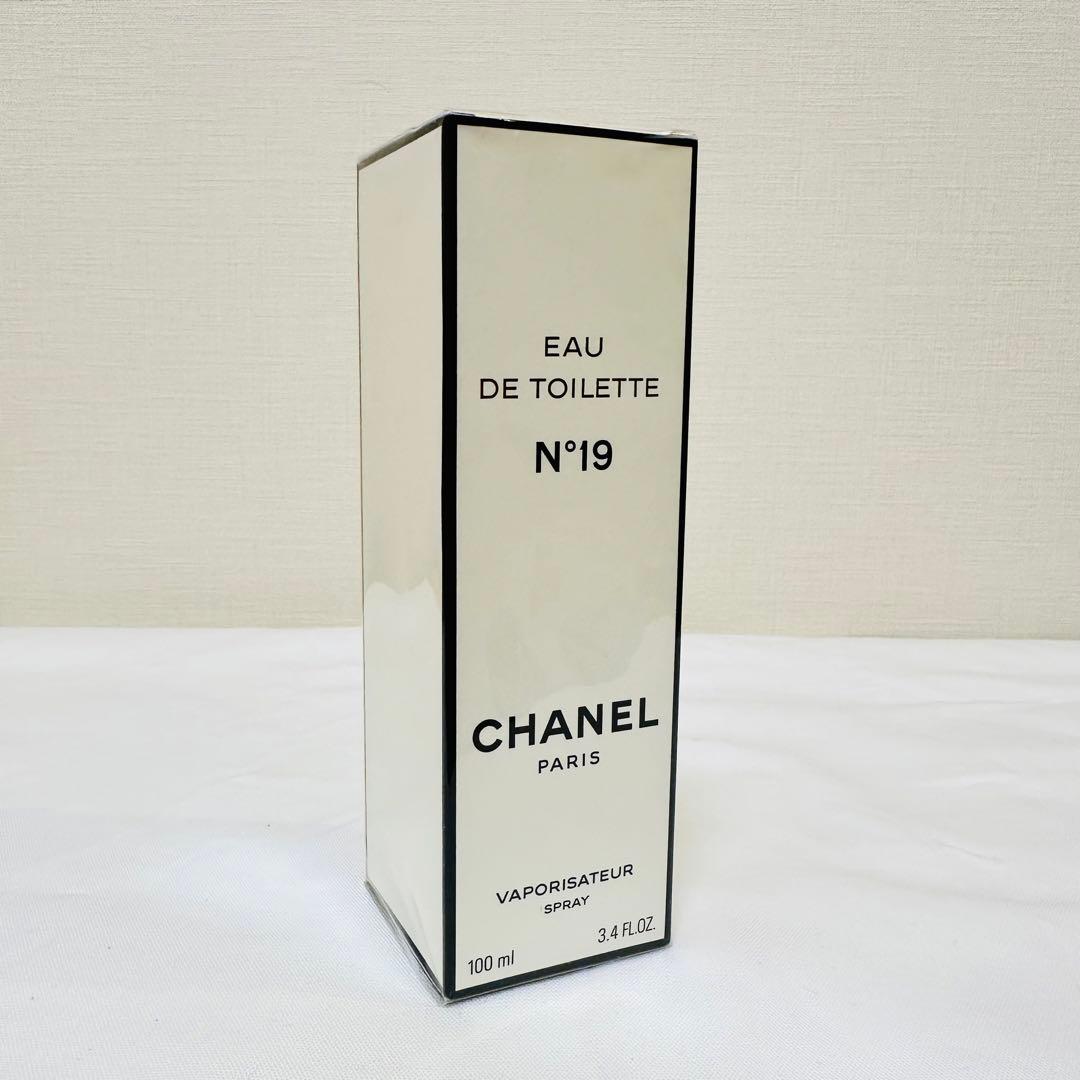 EAU
DE TOILETTE
N°19
CHANEL
PARIS
VAPORISATEUR
SPRAY
100 ml 3.4 FL.OZ.